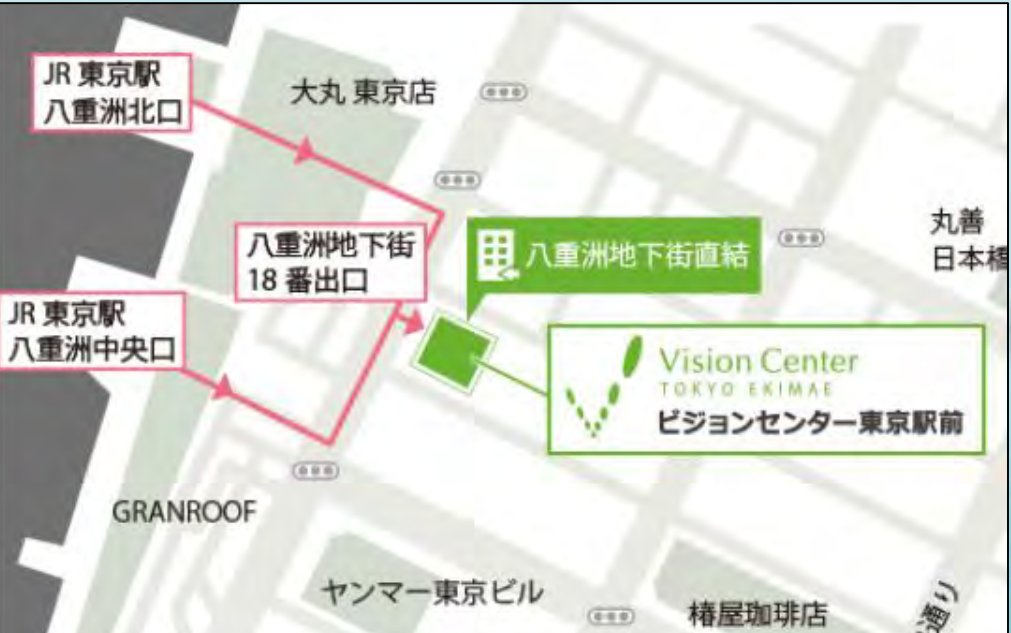 JR 東京駅
八重洲北口
大丸 東京店
丸善
日本橋
八重洲地下街
18 番出口
八重洲地下街直結
JR 東京駅
八重洲中央口
Vision Center
TOKYO EKIMAE
ビジョンセンター東京駅前
GRANROOF
ヤンマー東京ビル
椿屋珈琲店
通り